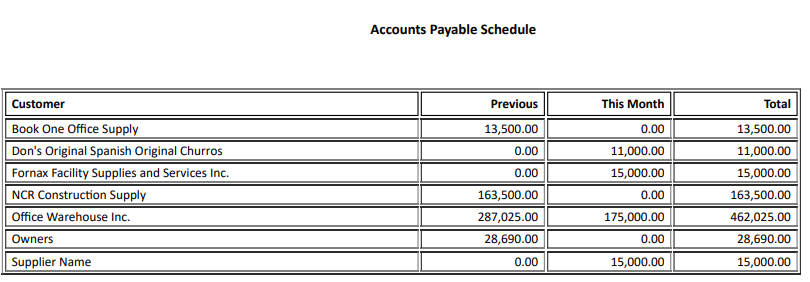 Accounts Payable Schedule
Customer Previous This Month Total
Book One Office Supply 13,500.00 0.00 13,500.00
Don's Original Spanish Original Churros 0.00 11,000.00 11,000.00
Fornax Facility Supplies and Services Inc. 0.00 15,000.00 15,000.00
NCR Construction Supply 163,500.00 0.00 163,500.00
Office Warehouse Inc. 287,025.00 175,000.00 462,025.00
Owners 28,690.00 0.00 28,690.00
Supplier Name 0.00 15,000.00 15,000.00